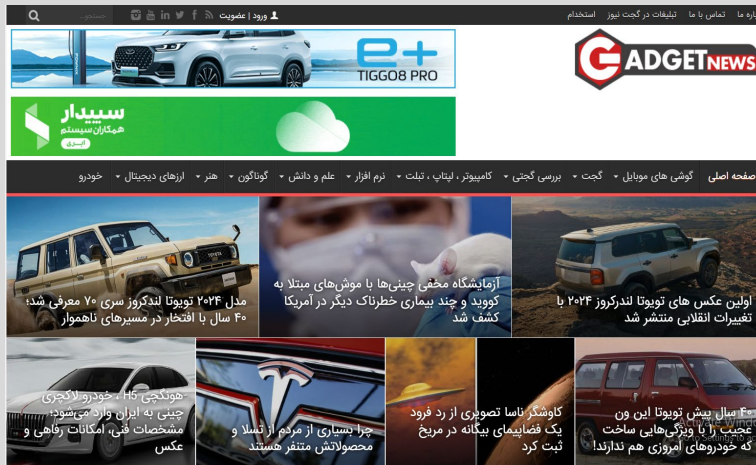 باره ما   تماس با ما   تبلیغات در گجت نیوز   استخدام
ورود | عضویت
جستجو...
GADGETNEWS
e+
TIGGO8 PRO
سپیدار
همکاران سیستم
ابری
صفحه اصلی   گوشی های موبایل   گجت   بررسی گجتی   کامپیوتر ، لپتاپ ، تبلت   نرم افزار   علم و دانش   گوناگون   هنر   ارزهای دیجیتال   خودرو
اولین عکس های تویوتا لندکروز ۲۰۲۴ با
تغییرات انقلابی منتشر شد
آزمایشگاه مخفی چینی‌ها با موش‌های مبتلا به
کووید و چند بیماری خطرناک دیگر در آمریکا
کشف شد
TOYOTA
مدل ۲۰۲۴ تویوتا لندکروز سری ۷۰ معرفی شد؛
۴۰ سال با افتخار در مسیرهای ناهموار
۴۰ سال پیش تویوتا این ون
عجیب را با ویژگی‌هایی ساخت
که خودروهای امروزی هم ندارند!
کاوشگر ناسا تصویری از رد فرود
یک فضاپیمای بیگانه در مریخ
ثبت کرد
چرا بسیاری از مردم از تسلا و
محصولاتش متنفر هستند
هونگچی H5 ، خودرو لاکچری
چینی به ایران وارد می‌شود؛
مشخصات فنی، امکانات رفاهی و
عکس